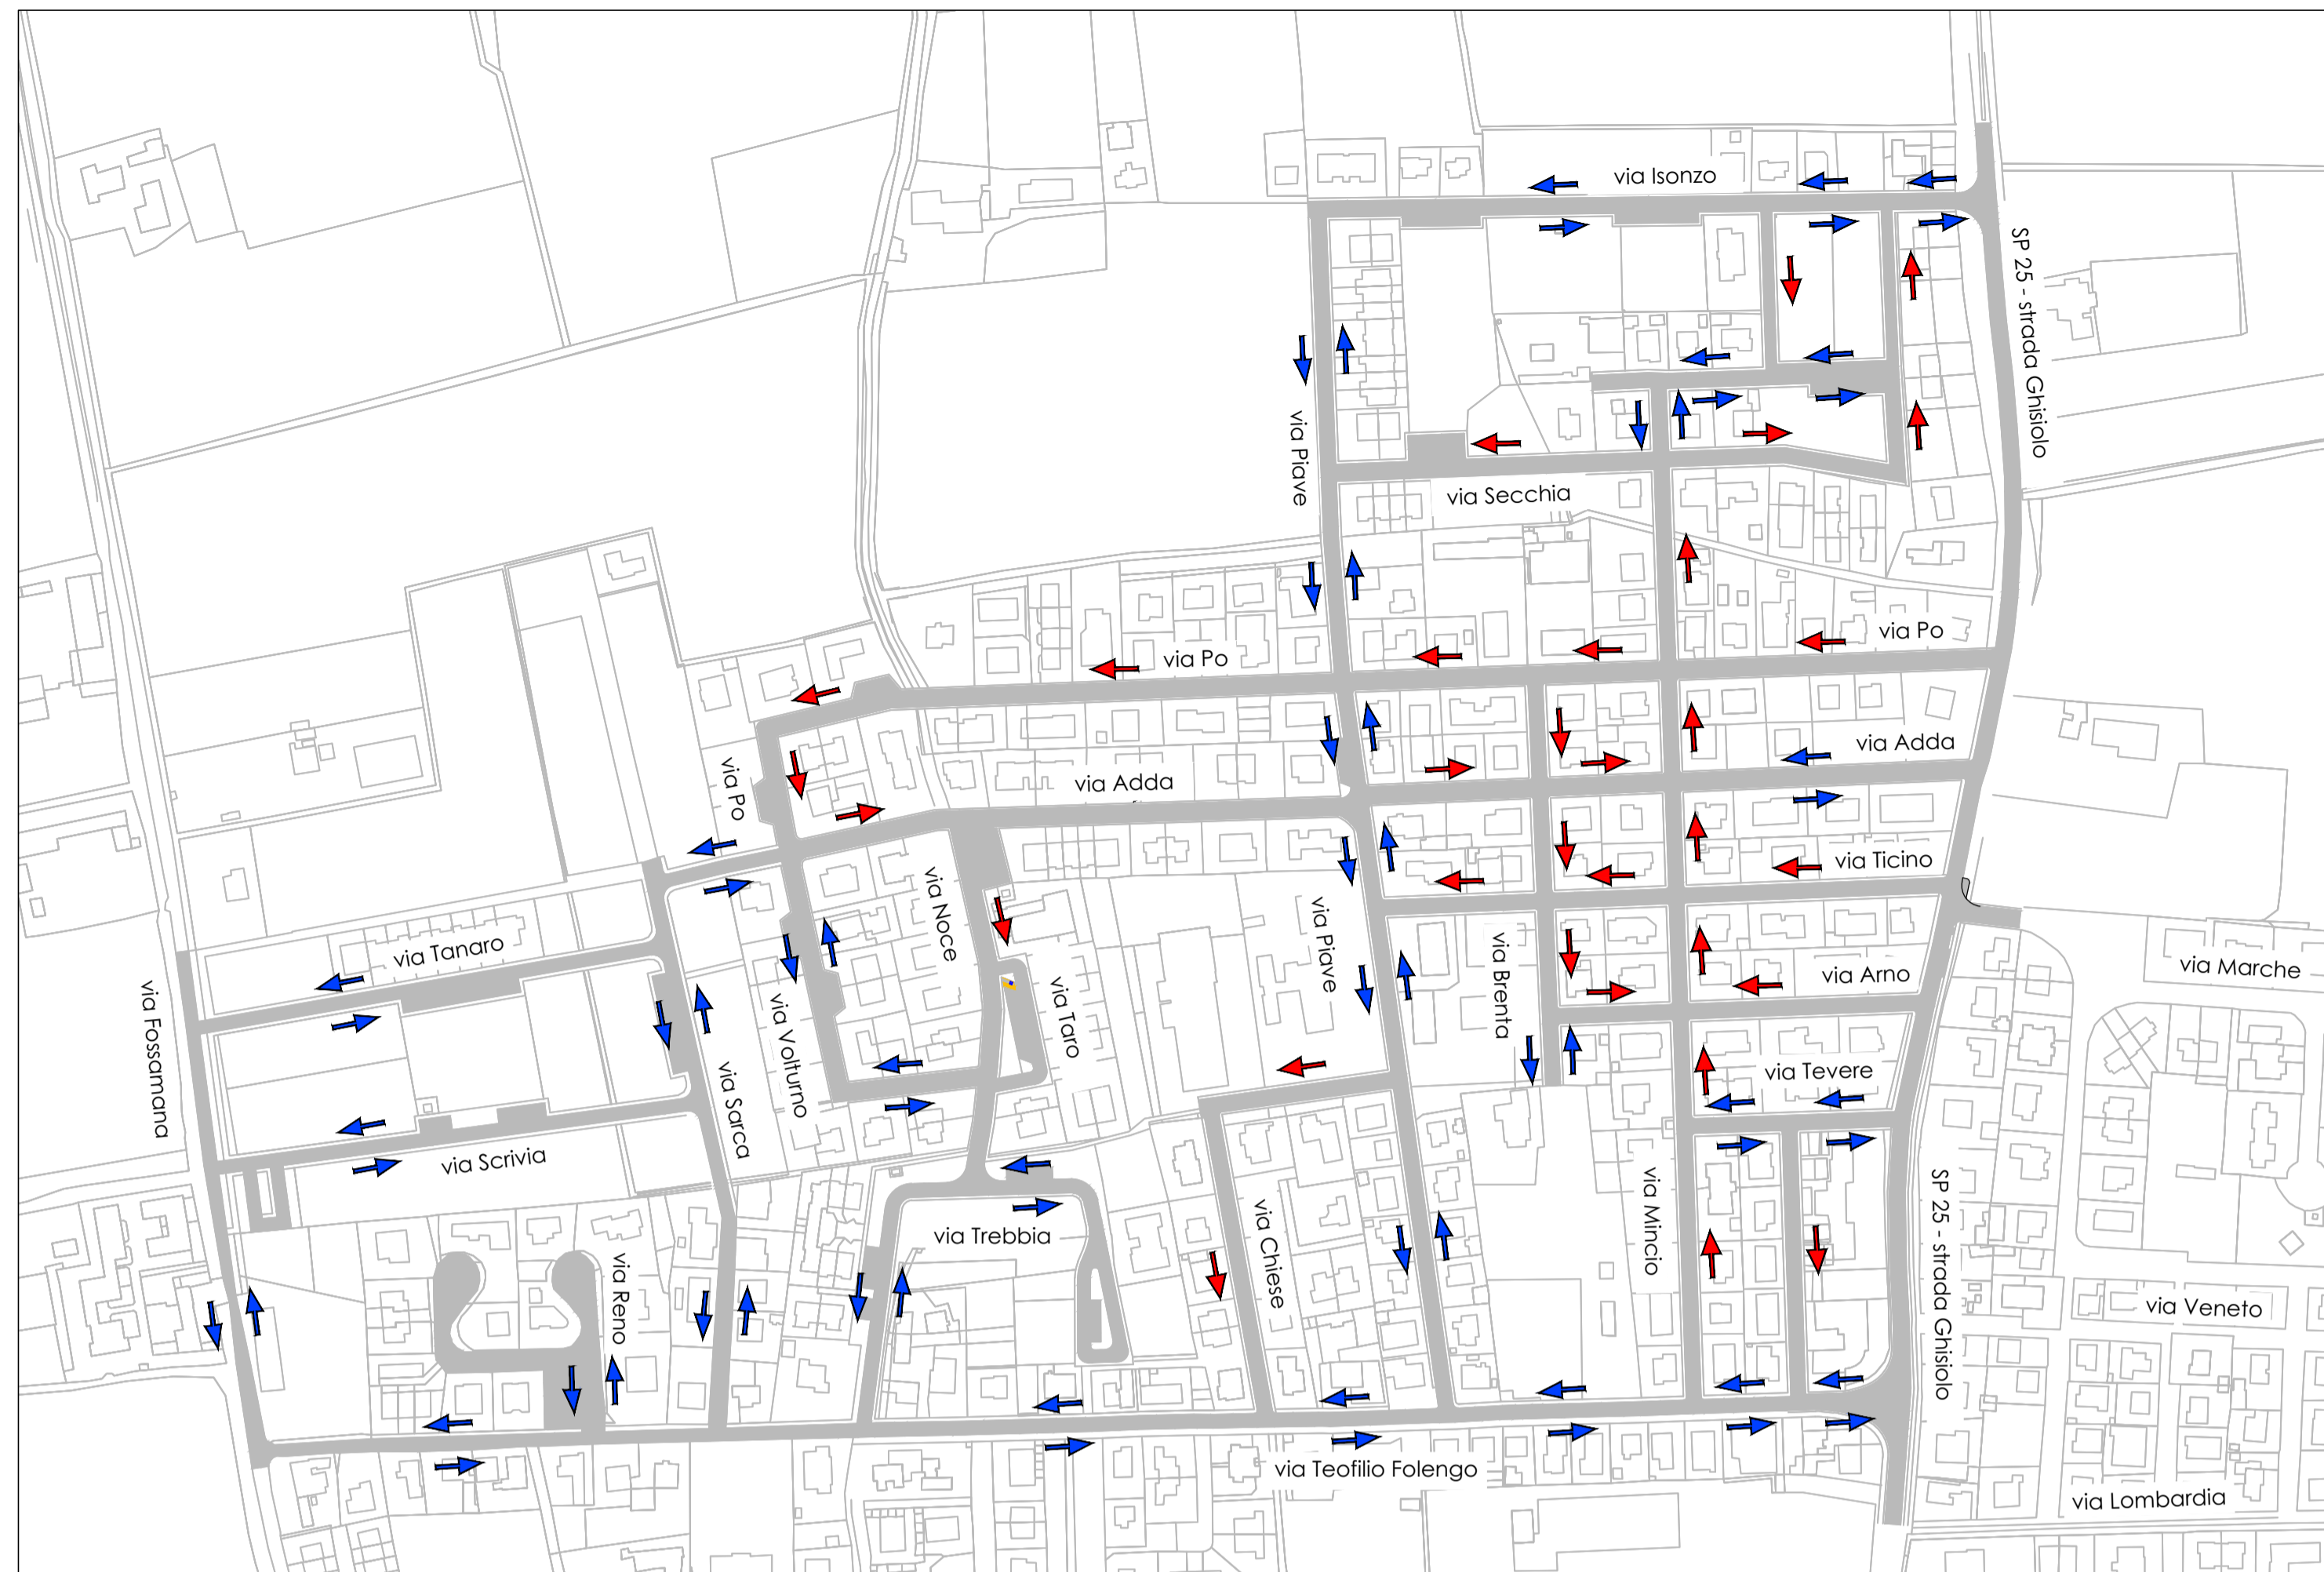 via Isonzo
SP 25 - strada Ghisiolo
via Piave
via Secchia
via Po
via Po
via Adda
via Po
via Adda
via Ticino
via Noce
via Tanaro
via Piave
via Brenta
via Arno
via Marche
via Fossamana
via Volturno
via Taro
via Sarca
via Tevere
via Scrivia
via Mincio
via Trebbia
via Chiese
SP 25 - strada Ghisiolo
via Reno
via Veneto
via Teofilio Folengo
via Lombardia